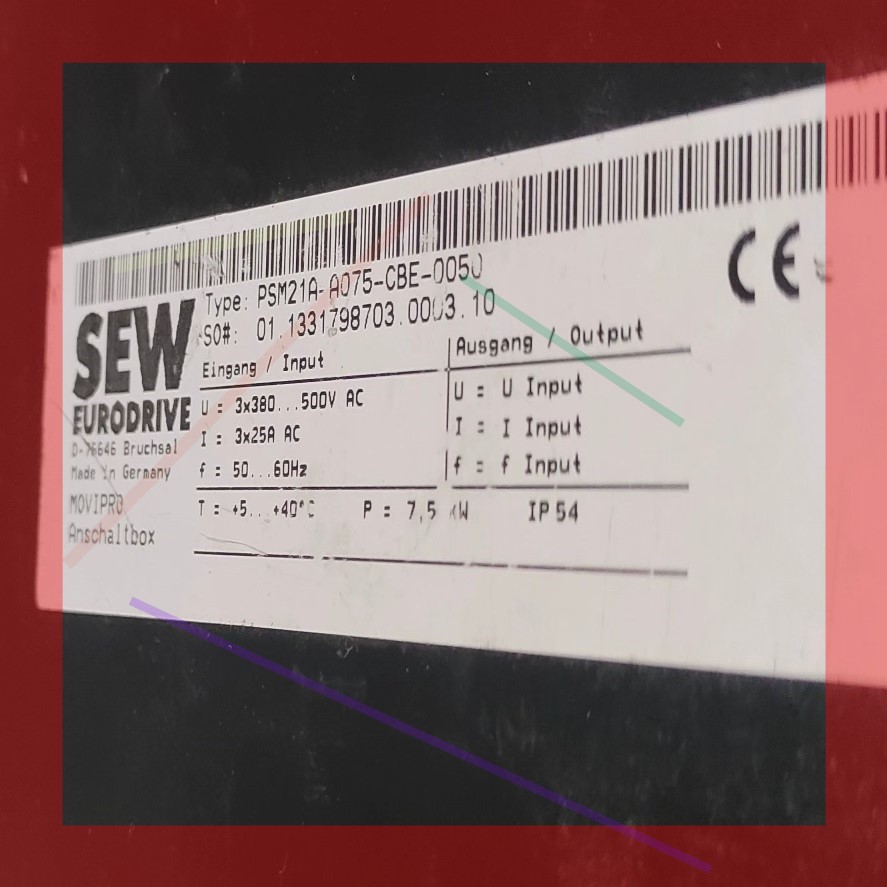 Type: PSM21A-A075-CBE-0050
SO#: 01.1331798703.0003.10
SEW
EURODRIVE
D-76646 Bruchsal
Made in Germany
MOVIPRO
Anschaltbox
Eingang / Input
U = 3x380...500V AC
I = 3x25A AC
f = 50...60Hz
Ausgang / Output
U = U Input
I = I Input
f = f Input
T = +5...+40°C P = 7,5 kW IP54
CE